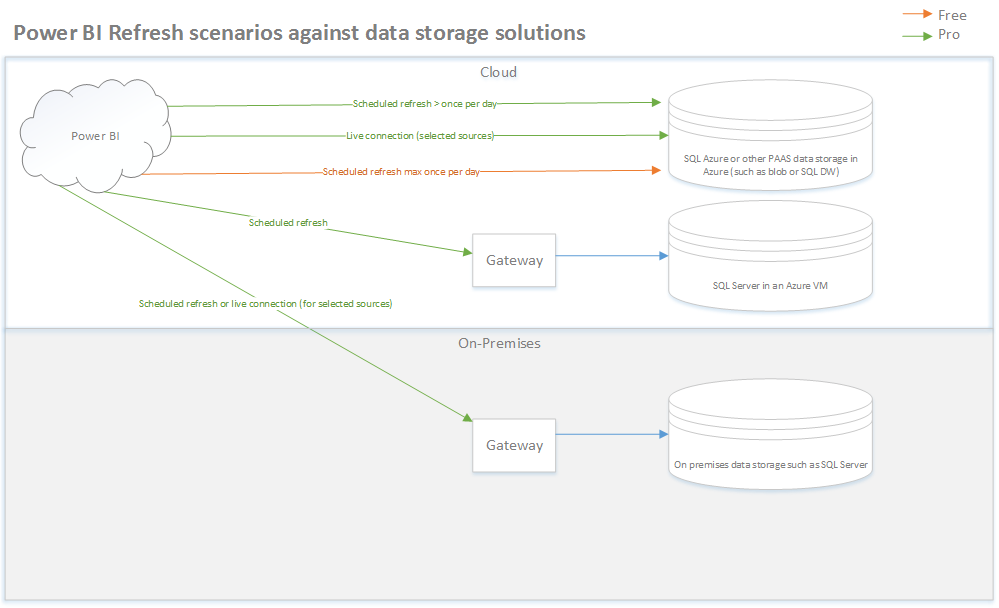 Power BI Refresh scenarios against data storage solutions
Free
Pro
Cloud
Power BI
Scheduled refresh > once per day
Live connection (selected sources)
Scheduled refresh max once per day
SQL Azure or other PAAS data storage in
Azure (such as blob or SQL DW)
Scheduled refresh
Gateway
SQL Server in an Azure VM
Scheduled refresh or live connection (for selected sources)
On-Premises
Gateway
On premises data storage such as SQL Server